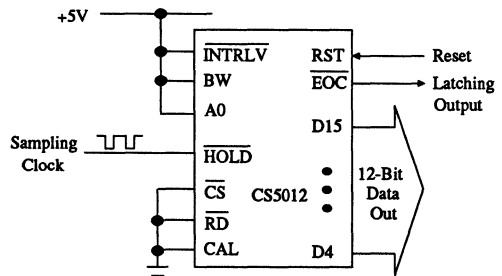 +5V
INTRLV
BW
A0
Sampling
Clock
HOLD
CS
RD
CAL
CS5012
RST
EOC
D15
D4
Reset
Latching
Output
12-Bit
Data
Out